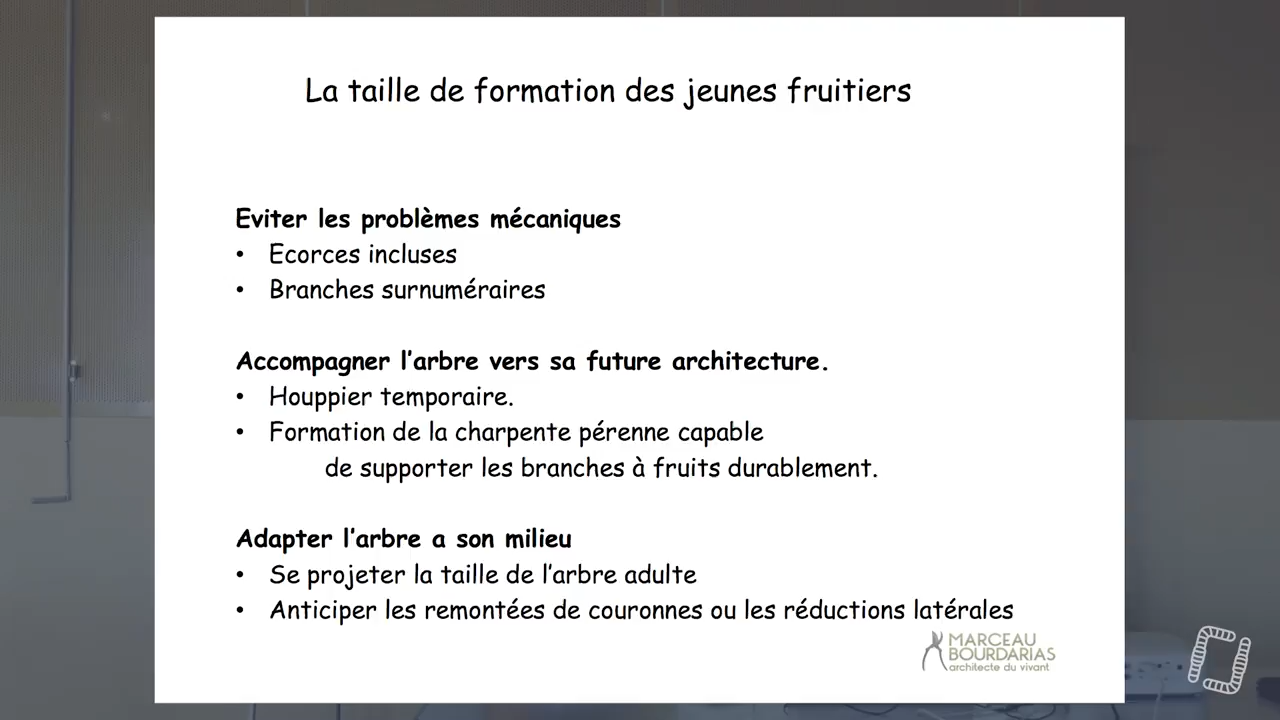 La taille de formation des jeunes fruitiers
Eviter les problèmes mécaniques
• Ecorces incluses
• Branches surnuméraires
Accompagner l'arbre vers sa future architecture.
• Houppier temporaire.
• Formation de la charpente pérenne capable
de supporter les branches à fruits durablement.
Adapter l'arbre a son milieu
• Se projeter la taille de l'arbre adulte
• Anticiper les remontées de couronnes ou les réductions latérales
MARCEAU
BOURDARIAS
architecte du vivant